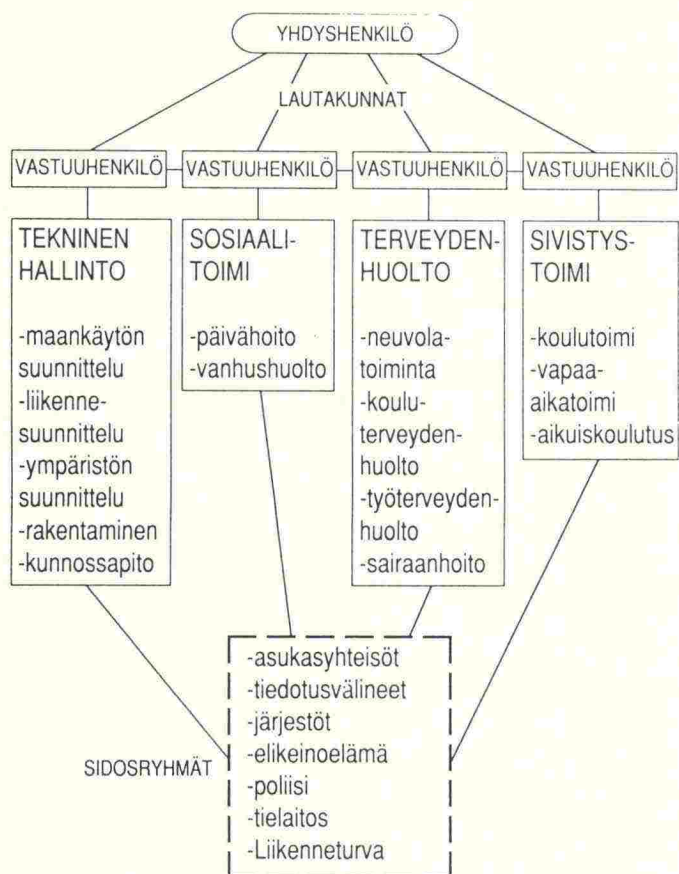 YHDYSHENKILÖ
LAUTAKUNNAT
VASTUUHENKILÖ
VASTUUHENKILÖ
VASTUUHENKILÖ
VASTUUHENKILÖ
TEKNINEN
HALLINTO
-maankäytön
suunnittelu
-liikenne-
suunnittelu
-ympäristön
suunnittelu
-rakentaminen
-kunnossapito
SOSIAALI-
TOIMI
-päivähoito
-vanhushuolto
TERVEYDEN-
HUOLTO
-neuvola-
toiminta
-koulu-
terveyden-
huolto
-työterveyden-
huolto
-sairaanhoito
SIVISTYS-
TOIMI
-koulutoimi
-vapaa-
aikatoimi
-aikuiskoulutus
SIDOSRYHMÄT
-asukasyhteisöt
-tiedotusvälineet
-järjestöt
-elikeinoelämä
-poliisi
-tielaitos
-Liikenneturva